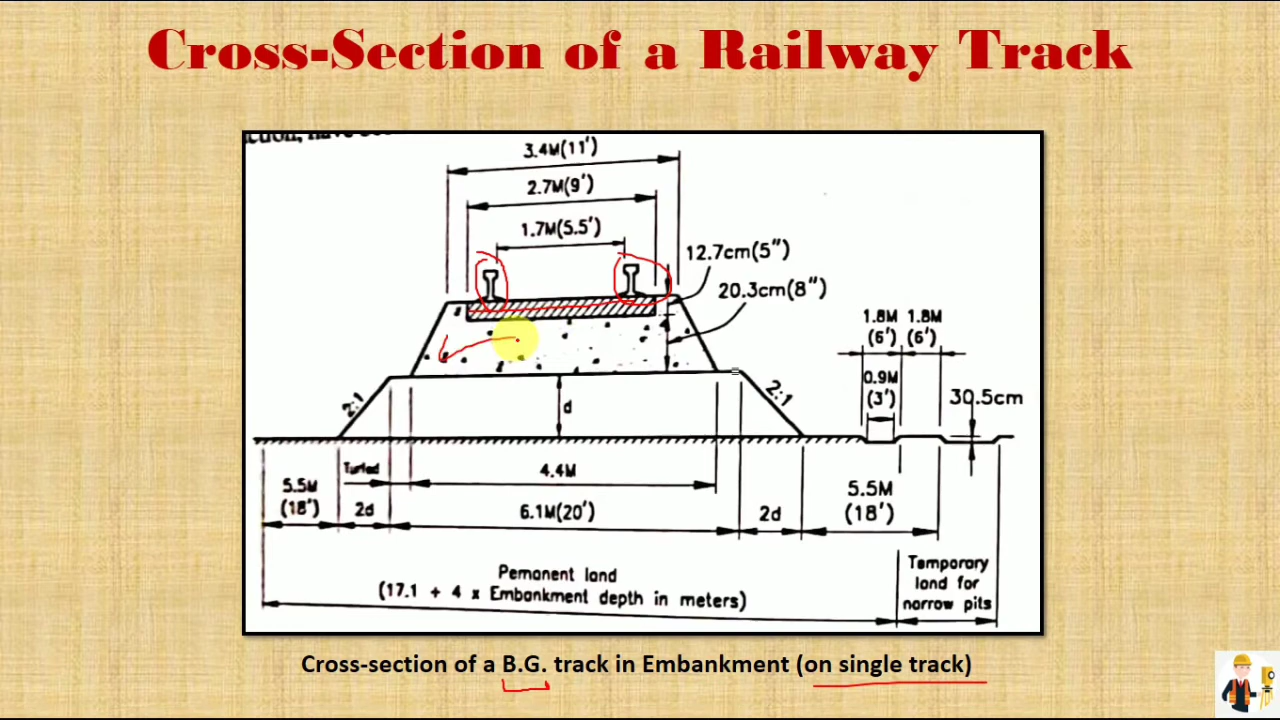 Cross-Section of a Railway Track
3.4M(11')
2.7M(9')
1.7M(5.5')
12.7cm(5")
20.3cm(8")
1.8M 1.8M
(6') (6')
0.9M
(3')
30.5cm
2:1
d
2:1
Turfed
4.4M
5.5M
(18')
2d
6.1M(20')
2d
5.5M
(18')
Pemanent land
(17.1 + 4 x Embankment depth in meters)
Temporary
land for
narrow pits
Cross-section of a B.G. track in Embankment (on single track)